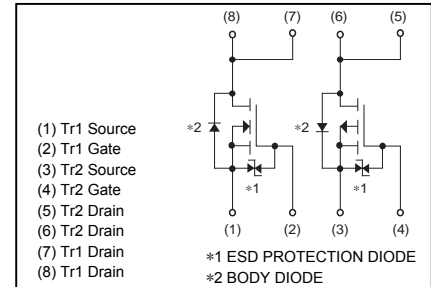 (8) (7) (6) (5)
(1) Tr1 Source
(2) Tr1 Gate
(3) Tr2 Source
(4) Tr2 Gate
(5) Tr2 Drain
(6) Tr2 Drain
(7) Tr1 Drain
(8) Tr1 Drain
∗2 ∗2
∗1 ∗1
(1) (2) (3) (4)
∗1 ESD PROTECTION DIODE
∗2 BODY DIODE